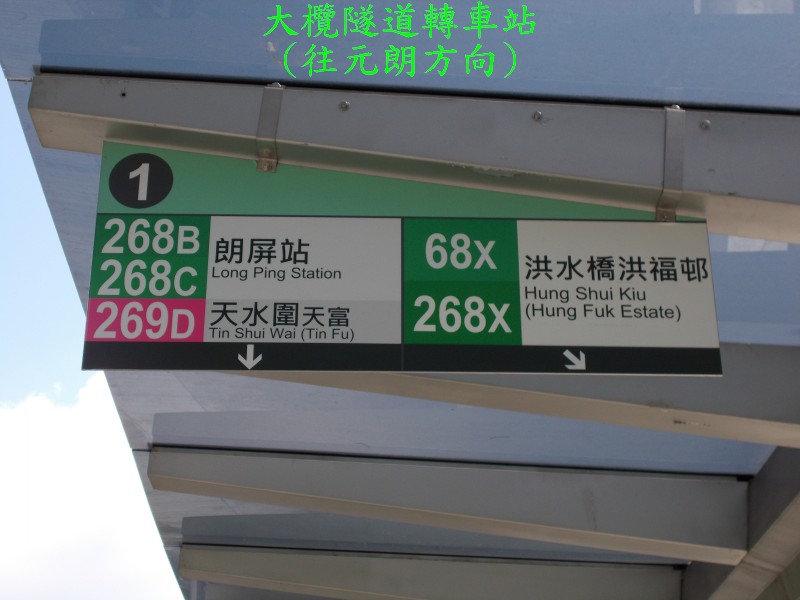 大欖隧道轉車站
(往元朗方向)
1
268B
268C
朗屏站
Long Ping Station
269D
天水圍天富
Tin Shui Wai (Tin Fu)
68X
268X
洪水橋洪福邨
Hung Shui Kiu
(Hung Fuk Estate)